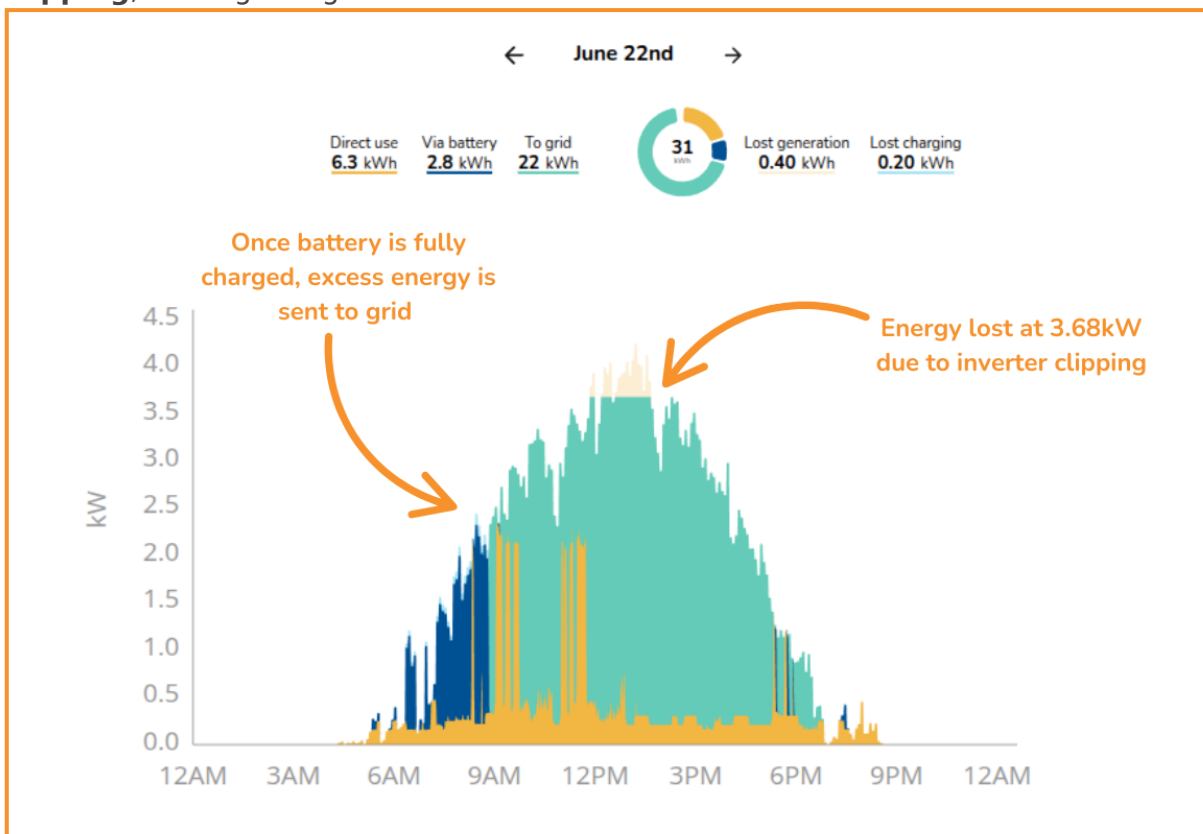 June 22nd
Direct use
6.3 kWh
Via battery
2.8 kWh
To grid
22 kWh
31
kWh
Lost generation
0.40 kWh
Lost charging
0.20 kWh
Once battery is fully
charged, excess energy is
sent to grid
Energy lost at 3.68kW
due to inverter clipping
kW
4.5
4.0
3.5
3.0
2.5
2.0
1.5
1.0
0.5
0.0
12AM 3AM 6AM 9AM 12PM 3PM 6PM 9PM 12AM